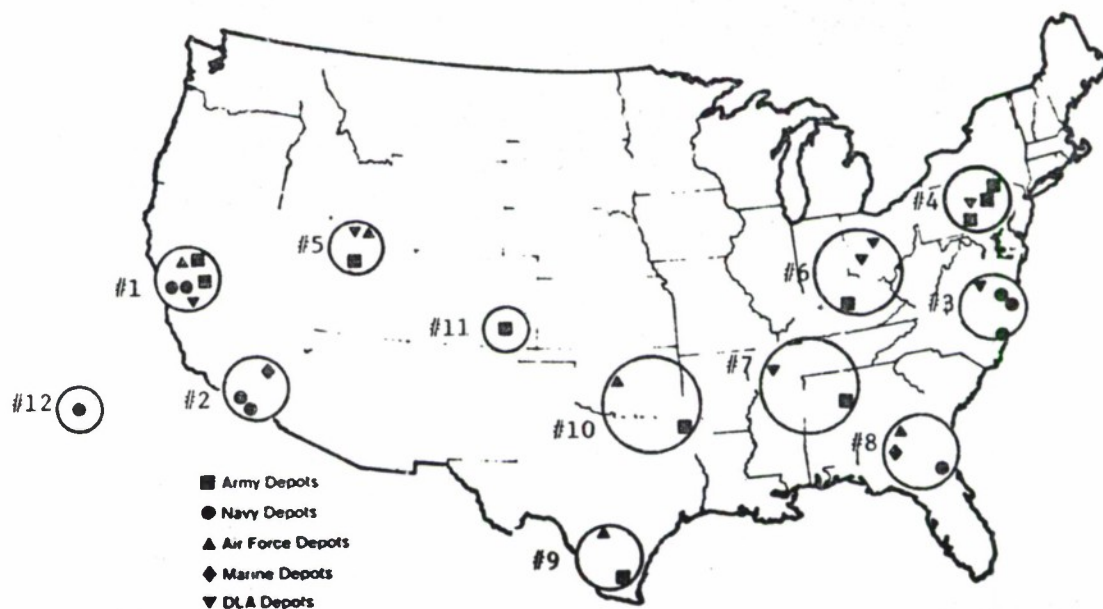 #4
#5
#6
#1
#3
#11
#7
#2
#12
#10
#8
Army Depots
Navy Depots
Air Force Depots
#9
Marine Depots
DLA Depots